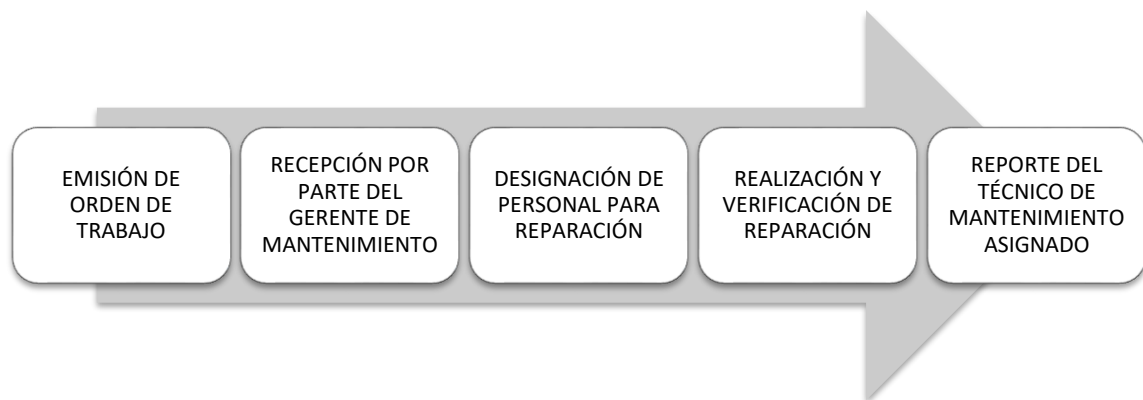 EMISIÓN DE
ORDEN DE
TRABAJO
RECEPCIÓN POR
PARTE DEL
GERENTE DE
MANTENIMIENTO
DESIGNACIÓN DE
PERSONAL PARA
REPARACIÓN
REALIZACIÓN Y
VERIFICACIÓN DE
REPARACIÓN
REPORTE DEL
TÉCNICO DE
MANTENIMIENTO
ASIGNADO